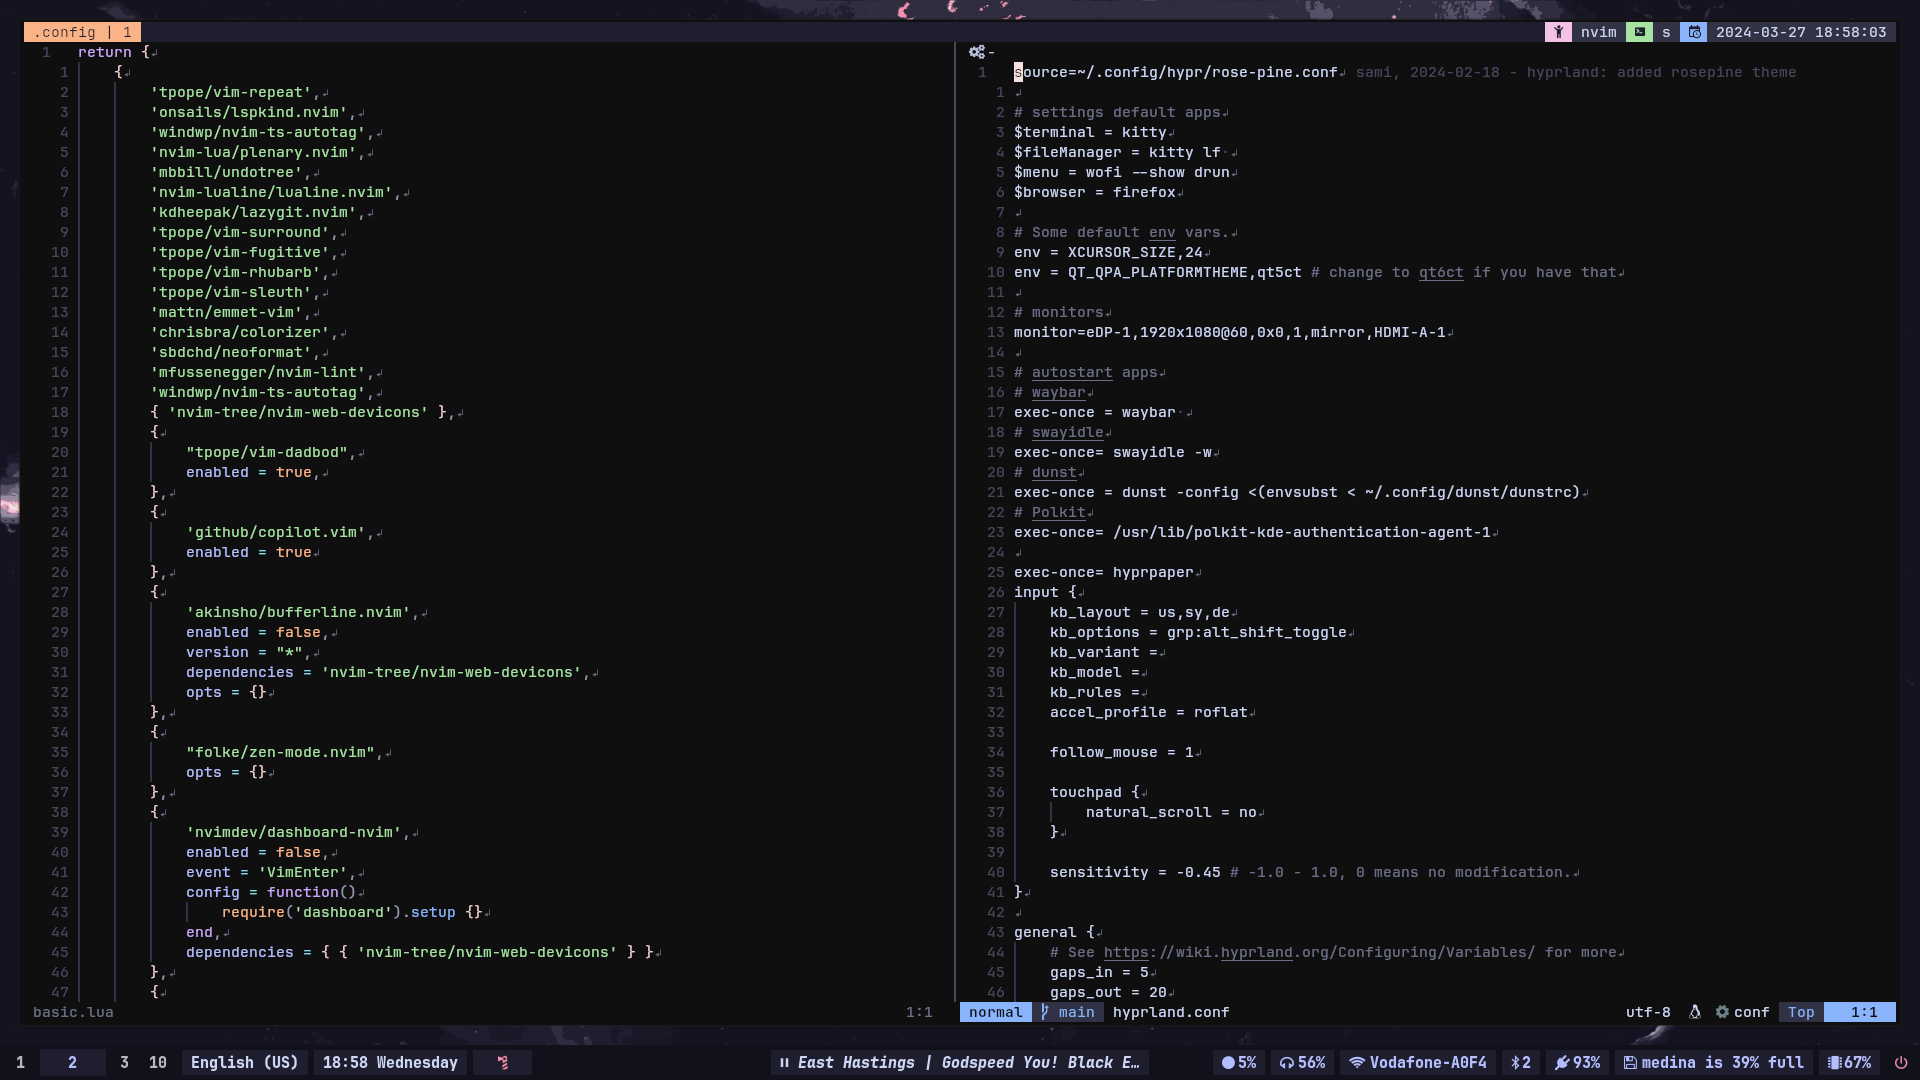 .config | 1
nvim s 2024-03-27 18:58:03
1 return {
1 {
2 'tpope/vim-repeat',
3 'onsails/lspkind.nvim',
4 'windwp/nvim-ts-autotag',
5 'nvim-lua/plenary.nvim',
6 'mbbill/undotree',
7 'nvim-lualine/lualine.nvim',
8 'kdheepak/lazygit.nvim',
9 'tpope/vim-surround',
10 'tpope/vim-fugitive',
11 'tpope/vim-rhubarb',
12 'tpope/vim-sleuth',
13 'mattn/emmet-vim',
14 'chrisbra/colorizer',
15 'sbdchd/neoformat',
16 'mfussenegger/nvim-lint',
17 'windwp/nvim-ts-autotag',
18 { 'nvim-tree/nvim-web-devicons' },
19 {
20 "tpope/vim-dadbod",
21 enabled = true,
22 },
23 {
24 'github/copilot.vim',
25 enabled = true
26 },
27 {
28 'akinsho/bufferline.nvim',
29 enabled = false,
30 version = "*",
31 dependencies = 'nvim-tree/nvim-web-devicons',
32 opts = {}
33 },
34 {
35 "folke/zen-mode.nvim",
36 opts = {}
37 },
38 {
39 'nvimdev/dashboard-nvim',
40 enabled = false,
41 event = 'VimEnter',
42 config = function()
43 require('dashboard').setup {}
44 end,
45 dependencies = { { 'nvim-tree/nvim-web-devicons' } }
46 },
47 {
basic.lua 1:1
-
1 source=~/.config/hypr/rose-pine.conf sami, 2024-02-18 - hyprland: added rosepine theme
1
2 # settings default apps
3 $terminal = kitty
4 $fileManager = kitty lf
5 $menu = wofi --show drun
6 $browser = firefox
7
8 # Some default env vars.
9 env = XCURSOR_SIZE,24
10 env = QT_QPA_PLATFORMTHEME,qt5ct # change to qt6ct if you have that
11
12 # monitors
13 monitor=eDP-1,1920x1080@60,0x0,1,mirror,HDMI-A-1
14
15 # autostart apps
16 # waybar
17 exec-once = waybar
18 # swayidle
19 exec-once= swayidle -w
20 # dunst
21 exec-once = dunst -config <(envsubst < ~/.config/dunst/dunstrc)
22 # Polkit
23 exec-once= /usr/lib/polkit-kde-authentication-agent-1
24
25 exec-once= hyprpaper
26 input {
27 kb_layout = us,sy,de
28 kb_options = grp:alt_shift_toggle
29 kb_variant =
30 kb_model =
31 kb_rules =
32 accel_profile = roflat
33
34 follow_mouse = 1
35
36 touchpad {
37 natural_scroll = no
38 }
39
40 sensitivity = -0.45 # -1.0 - 1.0, 0 means no modification.
41 }
42
43 general {
44 # See https://wiki.hyprland.org/Configuring/Variables/ for more
45 gaps_in = 5
46 gaps_out = 20
normal main hyprland.conf utf-8 conf Top 1:1
1 2 3 10 English (US) 18:58 Wednesday East Hastings | Godspeed You! Black E… 5% 56% Vodafone-A0F4 2 93% medina is 39% full 67%